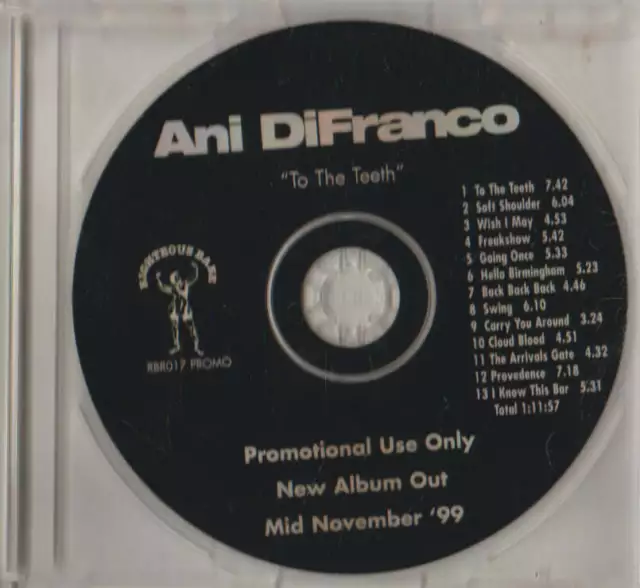 Ani DiFranco
"To The Teeth"
1 To The Teeth 7.42
2 Soft Shoulder 6.04
3 Wish I May 4.53
4 Freakshow 5.42
5 Going Once 5.33
6 Hello Birmingham 5.23
7 Back Back Back 4.46
8 Swing 6.10
9 Carry You Around 3.24
10 Cloud Blood 4.51
11 The Arrivals Gate 4.32
12 Provedence 7.18
13 I Know This Bar 5.31
Total 1:11:57
RIGHTEOUS BABE
RBR017 PROMO
Promotional Use Only
New Album Out
Mid November '99